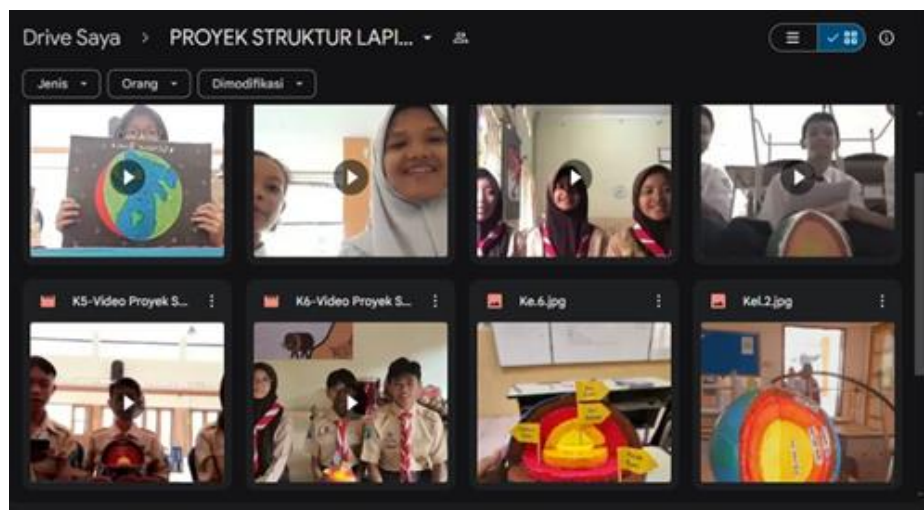 Drive Saya > PROYEK STRUKTUR LAPI...
Jenis
Orang
Dimodifikasi
K5-Video Proyek S...
K6-Video Proyek S...
Ke.6.jpg
Kel.2.jpg